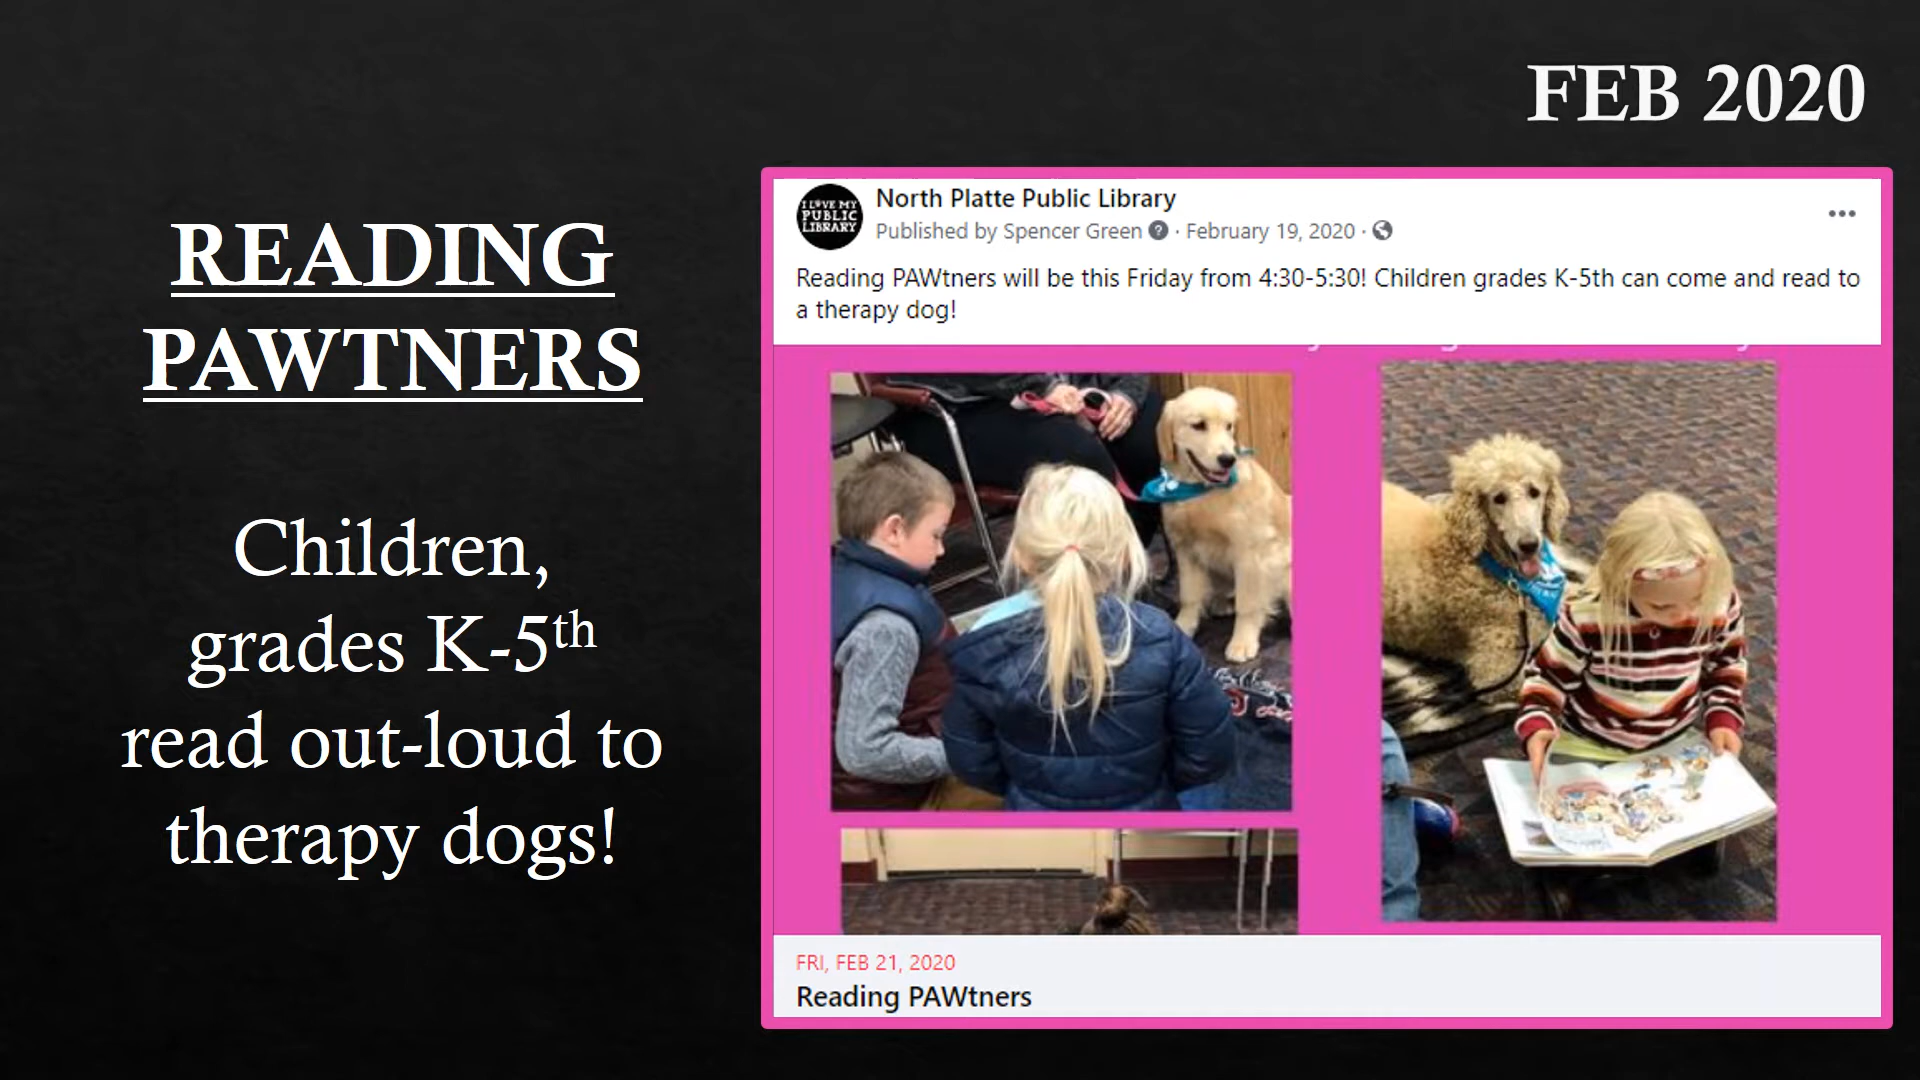 FEB 2020
READING
PAWTNERS
Children,
grades K-5th
read out-loud to
therapy dogs!
I LOVE MY
PUBLIC
LIBRARY
North Platte Public Library
Published by Spencer Green · February 19, 2020 ·
Reading PAWtners will be this Friday from 4:30-5:30! Children grades K-5th can come and read to
a therapy dog!
FRI, FEB 21, 2020
Reading PAWtners